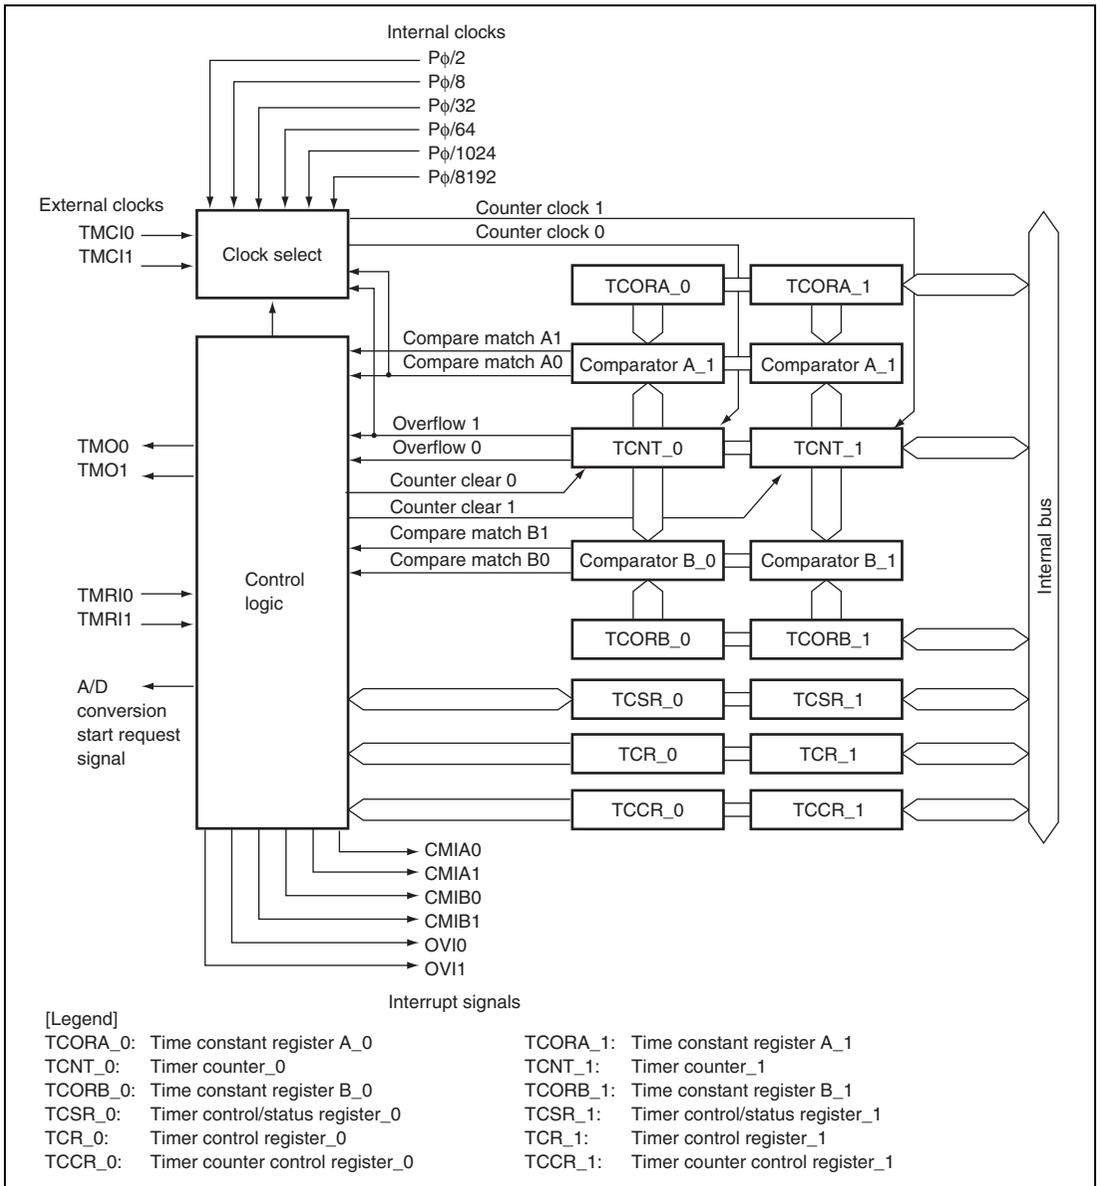 Internal clocks
Pϕ/2
Pϕ/8
Pϕ/32
Pϕ/64
Pϕ/1024
Pϕ/8192
External clocks
TMCI0
TMCI1
Clock select
Counter clock 1
Counter clock 0
TCORA_0
TCORA_1
Compare match A1
Compare match A0
Comparator A_1
Comparator A_1
TMO0
TMO1
Overflow 1
Overflow 0
TCNT_0
TCNT_1
Counter clear 0
Counter clear 1
Compare match B1
Compare match B0
Comparator B_0
Comparator B_1
Internal bus
Control
logic
TMRI0
TMRI1
TCORB_0
TCORB_1
A/D
conversion
start request
signal
TCSR_0
TCSR_1
TCR_0
TCR_1
TCCR_0
TCCR_1
CMIA0
CMIA1
CMIB0
CMIB1
OVI0
OVI1
Interrupt signals
[Legend]
TCORA_0: Time constant register A_0
TCNT_0: Timer counter_0
TCORB_0: Time constant register B_0
TCSR_0: Timer control/status register_0
TCR_0: Timer control register_0
TCCR_0: Timer counter control register_0
TCORA_1: Time constant register A_1
TCNT_1: Timer counter_1
TCORB_1: Time constant register B_1
TCSR_1: Timer control/status register_1
TCR_1: Timer control register_1
TCCR_1: Timer counter control register_1